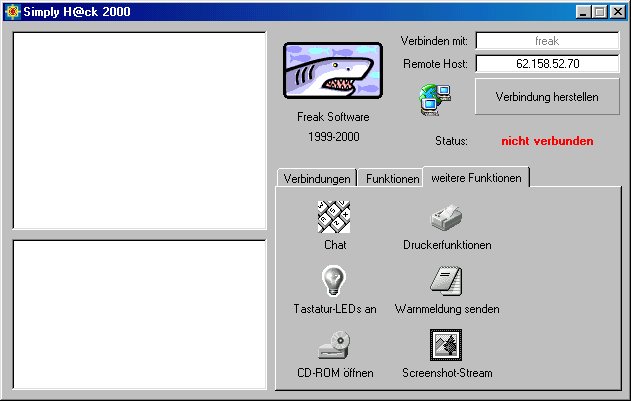 Simply H@ck 2000
Verbinden mit: freak
Remote Host: 62.158.52.70
Verbindung herstellen
Freak Software
1999-2000
Status: nicht verbunden
Verbindungen Funktionen weitere Funktionen
Chat Druckerfunktionen
Tastatur-LEDs an Warnmeldung senden
CD-ROM öffnen Screenshot-Stream